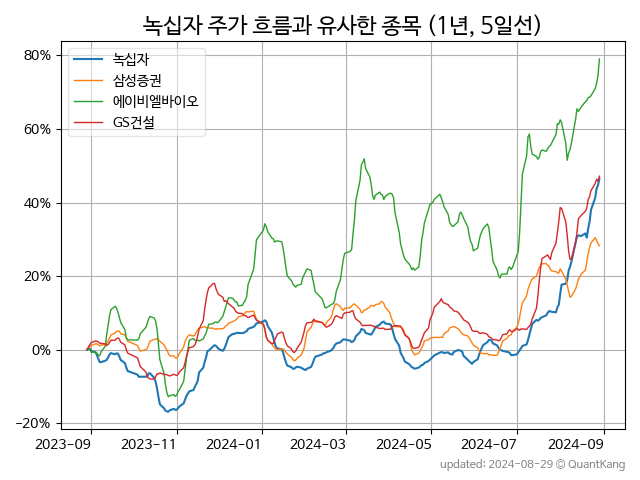 녹십자 주가 흐름과 유사한 종목 (1년, 5일선)
녹십자
삼성증권
에이비엘바이오
GS건설
80%
60%
40%
20%
0%
−20%
2023-09 2023-11 2024-01 2024-03 2024-05 2024-07 2024-09
updated: 2024-08-29 © QuantKang